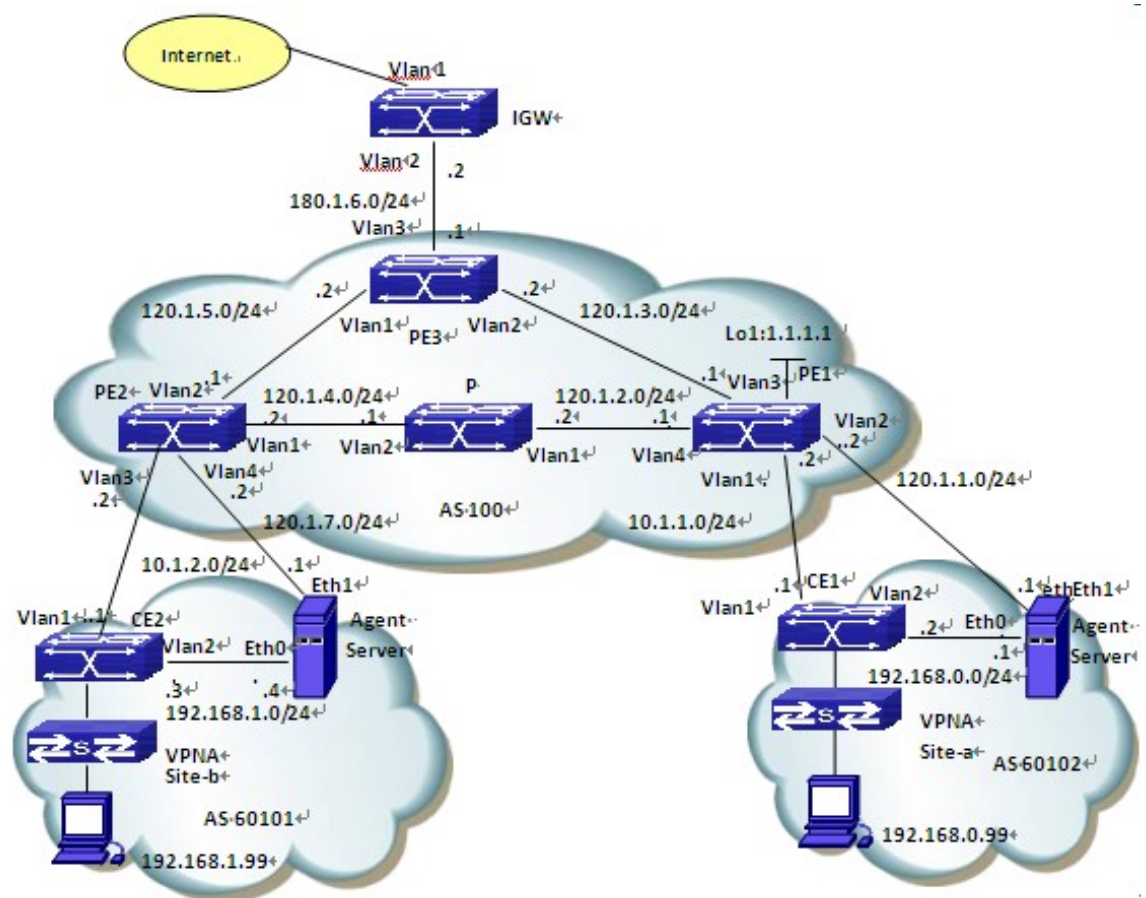 Internet.
Vlan 1
IGW
Vlan 2
.2
180.1.6.0/24
Vlan3
.1
120.1.5.0/24
.2
.2
120.1.3.0/24
Vlan1
PE3
Vlan2
Lo1:1.1.1.1
PE2
Vlan2
.1
120.1.4.0/24
P
120.1.2.0/24
.1
Vlan3
PE1
.2
.1
.2
.1
Vlan2
..2
Vlan1
Vlan2
Vlan1
Vlan4
.2
Vlan3
.2
Vlan4
.2
Vlan1
120.1.1.0/24
120.1.7.0/24
AS·100
10.1.1.0/24
10.1.2.0/24
.1
Eth1
Vlan1
.1
CE2
Agent
Server
Vlan2
Eth0
.3
.4
192.168.1.0/24
VPNA
Site-b
AS·60101
192.168.1.99
.1
CE1
Vlan1
Vlan2
.1
ethEth1
.2
Eth0
.1
Agent
Server
192.168.0.0/24
VPNA
Site-a
AS·60102
192.168.0.99